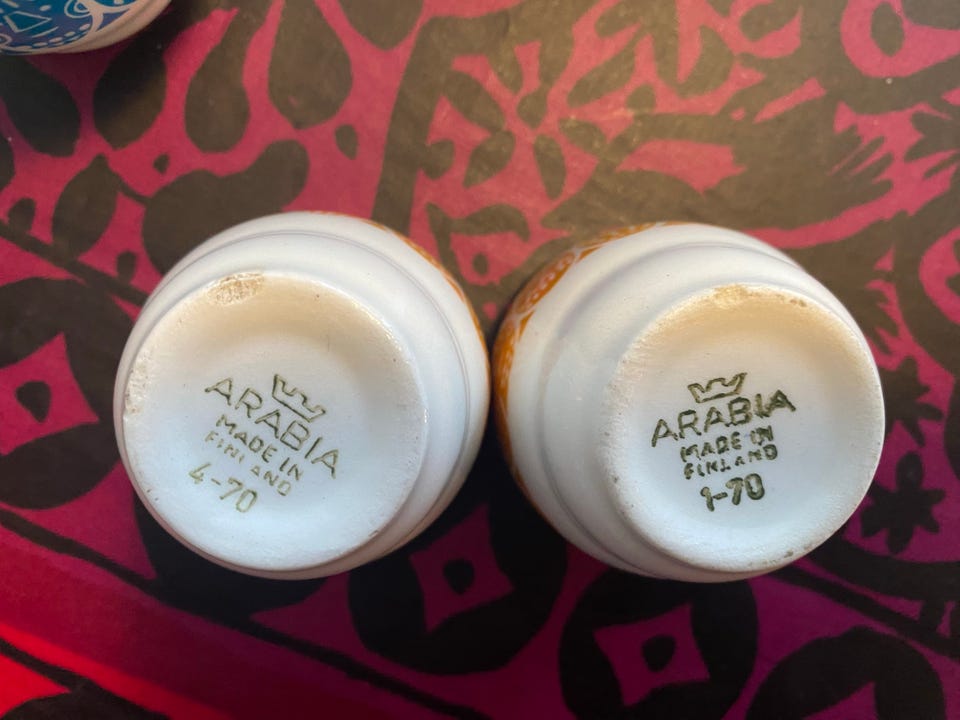 ARABIA
MADE IN
FINLAND
4-70
ARABIA
MADE IN
FINLAND
1-70